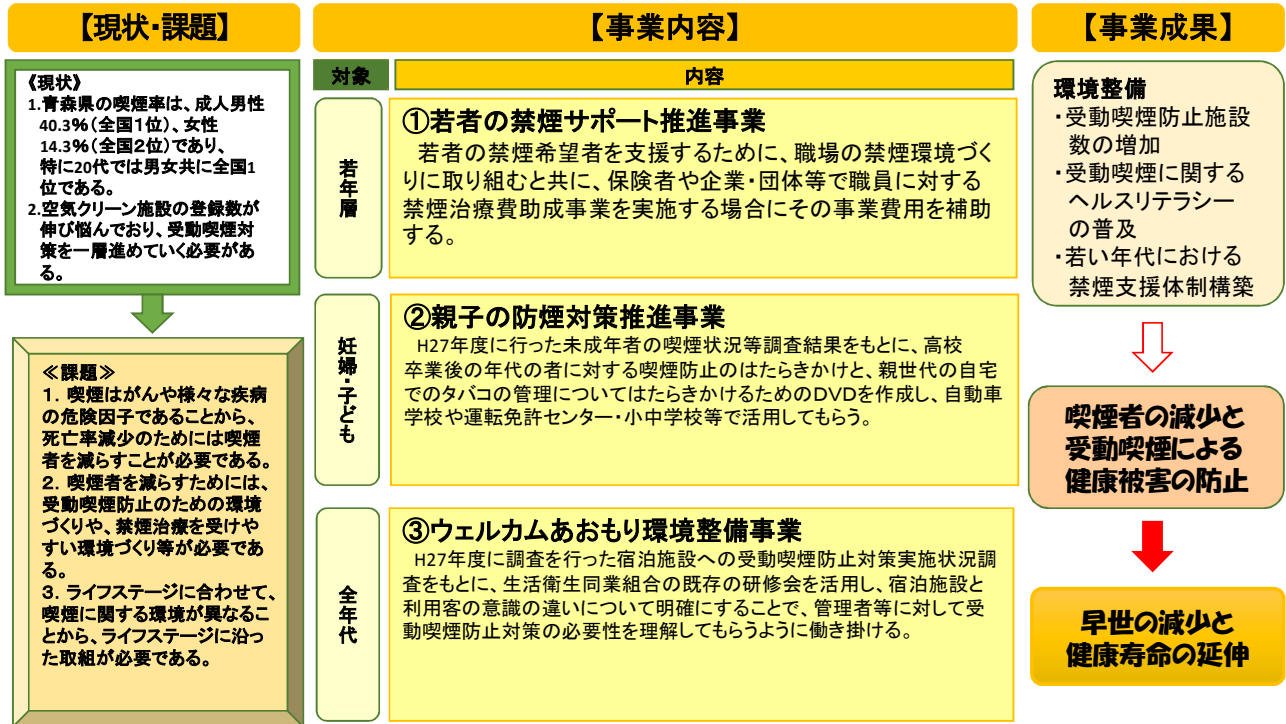 【現状・課題】
《現状》
1.青森県の喫煙率は、成人男性
40.3%(全国1位)、女性
14.3%(全国2位)であり、
特に20代では男女共に全国1
位である。
2.空気クリーン施設の登録数が
伸び悩んでおり、受動喫煙対
策を一層進めていく必要があ
る。
≪課題≫
１．喫煙はがんや様々な疾病
の危険因子であることから、
死亡率減少のためには喫煙
者を減らすことが必要である。
２．喫煙者を減らすためには、
受動喫煙防止のための環境
づくりや、禁煙治療を受けや
すい環境づくり等が必要であ
る。
３．ライフステージに合わせて、
喫煙に関する環境が異なるこ
とから、ライフステージに沿っ
た取組が必要である。
【事業内容】
対象
内容
若年層
①若者の禁煙サポート推進事業
若者の禁煙希望者を支援するために、職場の禁煙環境づく
りに取り組むと共に、保険者や企業・団体等で職員に対する
禁煙治療費助成事業を実施する場合にその事業費用を補助
する。
妊婦・子ども
②親子の防煙対策推進事業
H27年度に行った未成年者の喫煙状況等調査結果をもとに、高校
卒業後の年代の者に対する喫煙防止のはたらきかけと、親世代の自宅
でのタバコの管理についてはたらきかけるためのDVDを作成し、自動車
学校や運転免許センター・小中学校等で活用してもらう。
全年代
③ウェルカムあおもり環境整備事業
H27年度に調査を行った宿泊施設への受動喫煙防止対策実施状況調
査をもとに、生活衛生同業組合の既存の研修会を活用し、宿泊施設と
利用客の意識の違いについて明確にすることで、管理者等に対して受
動喫煙防止対策の必要性を理解してもらうように働き掛ける。
【事業成果】
環境整備
・受動喫煙防止施設
数の増加
・受動喫煙に関する
ヘルスリテラシー
の普及
・若い年代における
禁煙支援体制構築
喫煙者の減少と
受動喫煙による
健康被害の防止
早世の減少と
健康寿命の延伸